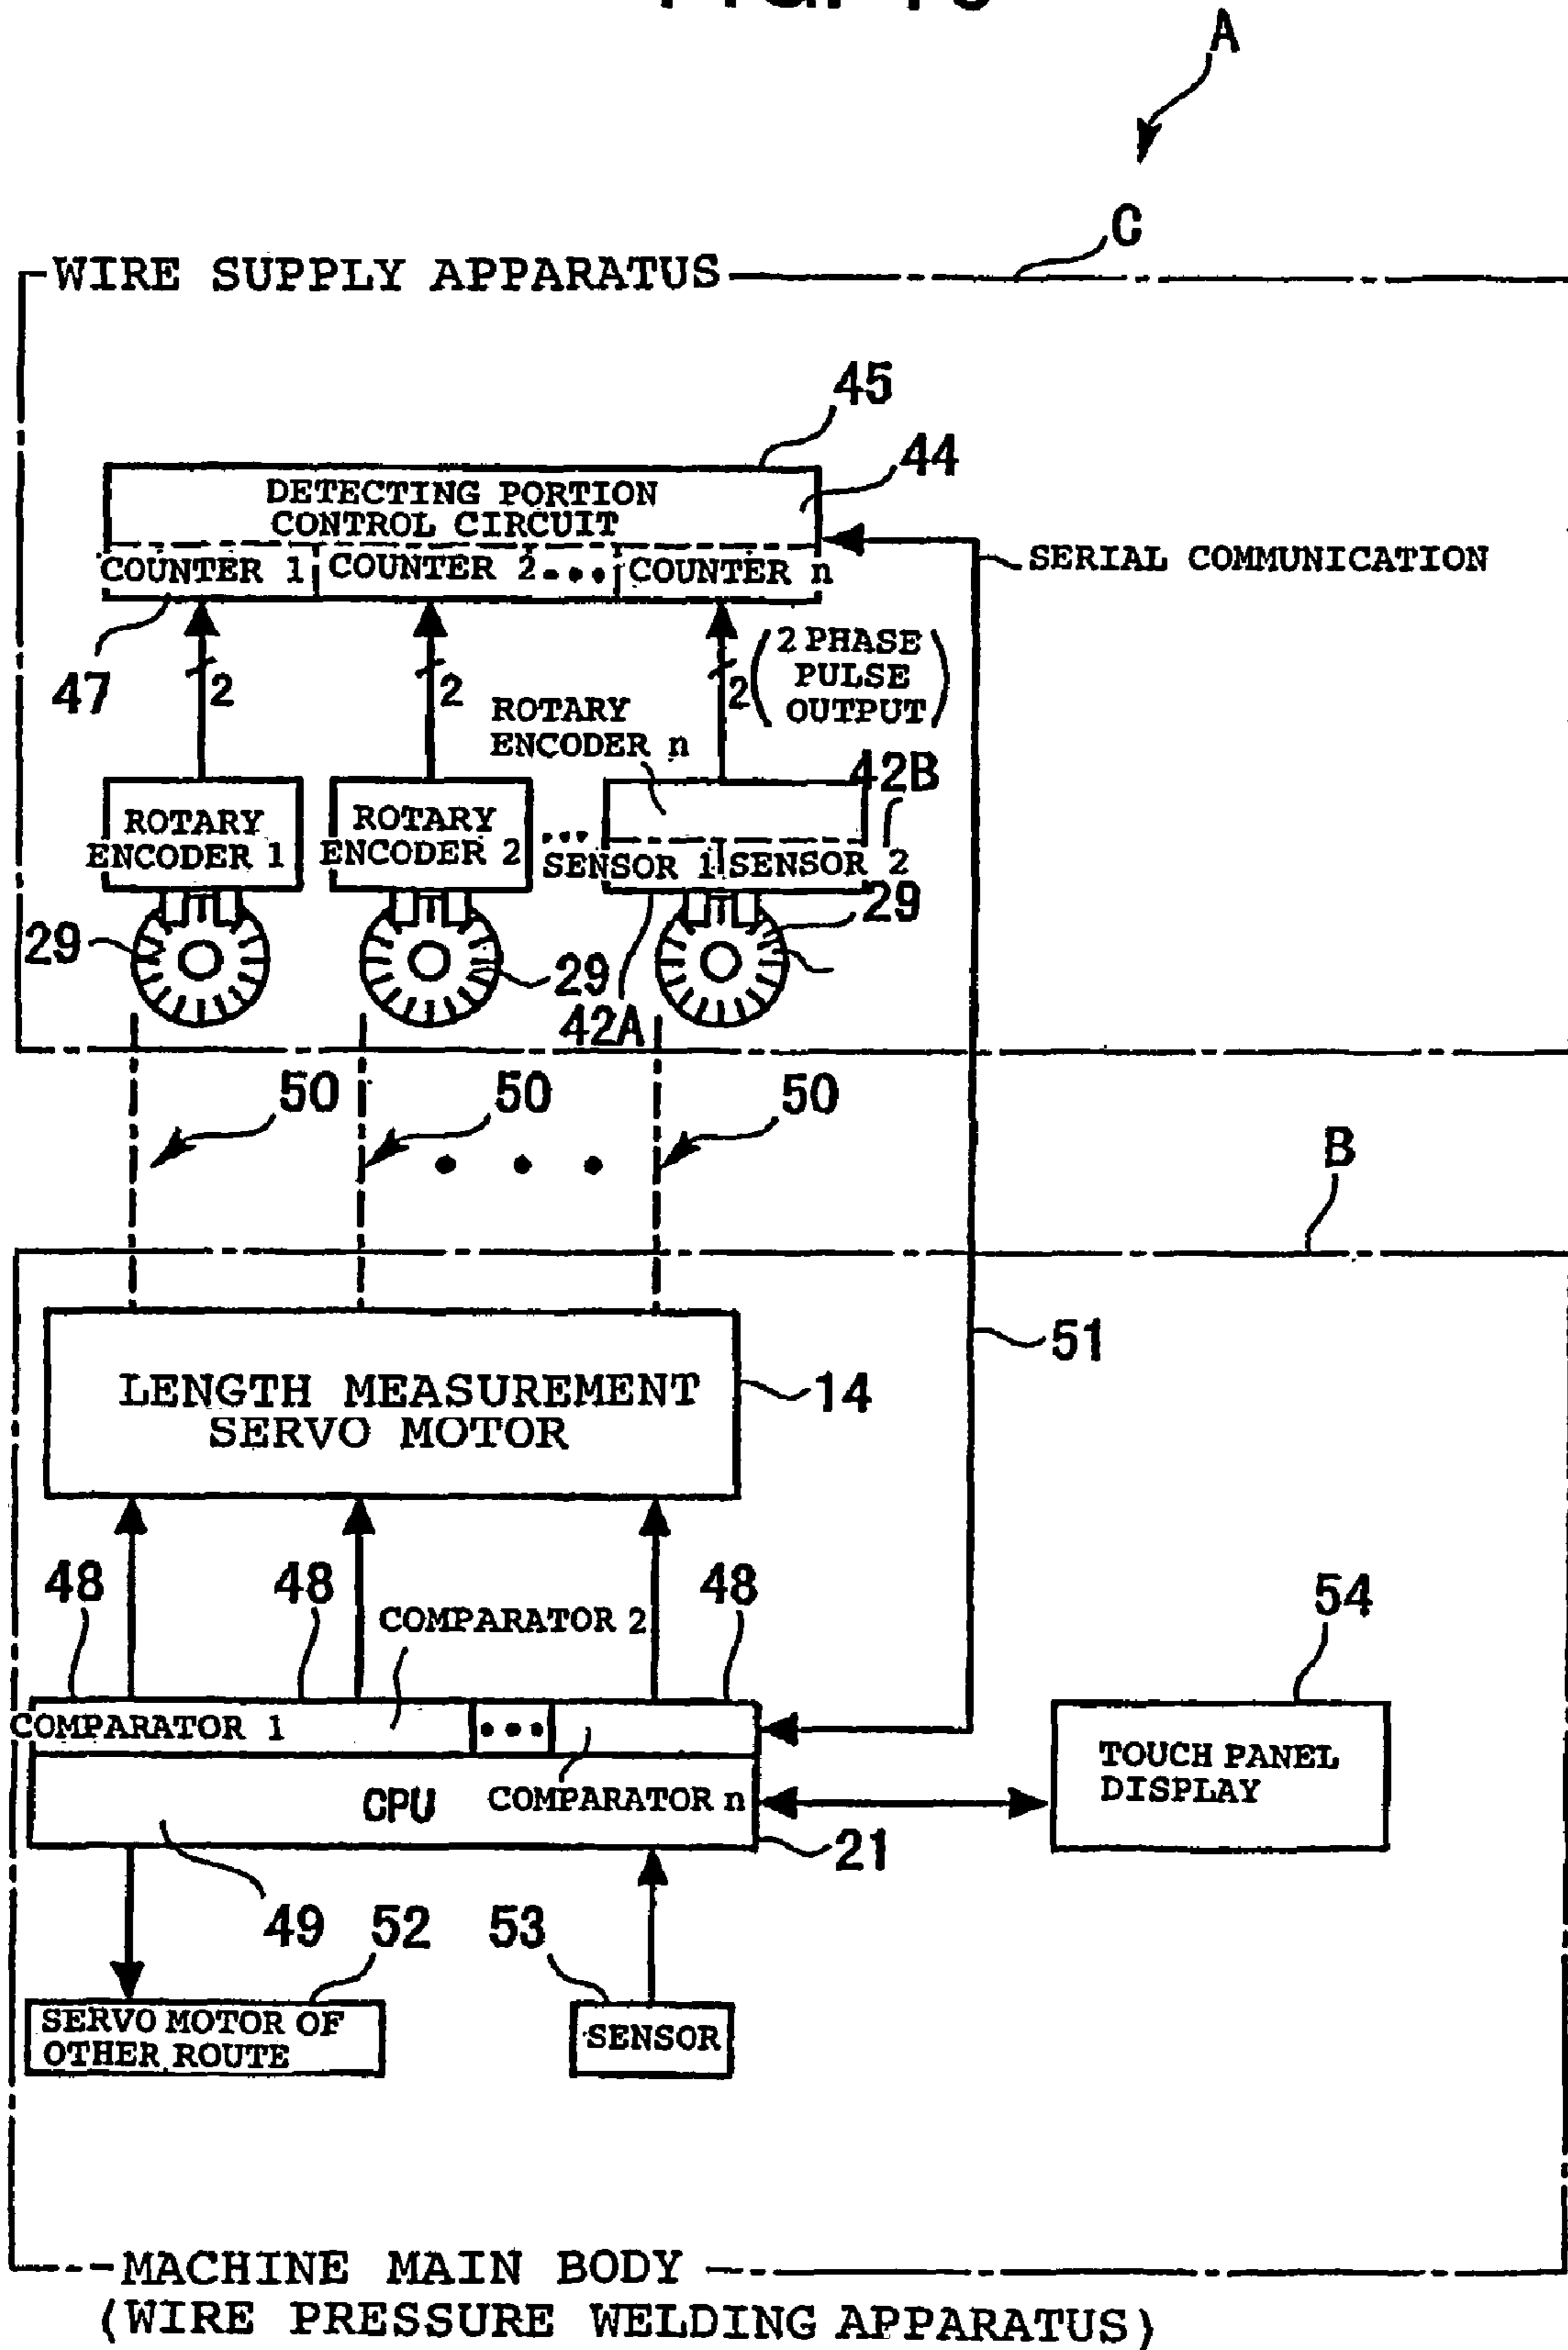 A
C
WIRE SUPPLY APPARATUS
45
44
DETECTING PORTION
CONTROL CIRCUIT
COUNTER 1 COUNTER 2 ••• COUNTER n
SERIAL COMMUNICATION
47
2
2
2
(2 PHASE
PULSE
OUTPUT)
ROTARY
ENCODER n
42B
ROTARY
ENCODER 1
ROTARY
ENCODER 2
•••
SENSOR 1
SENSOR 2
29
29
29
42A
50
50
50
• • •
B
51
LENGTH MEASUREMENT
SERVO MOTOR
14
48
48
48
COMPARATOR 2
54
COMPARATOR 1
•••
TOUCH PANEL
DISPLAY
CPU
COMPARATOR n
21
49
52
53
SERVO MOTOR OF
OTHER ROUTE
SENSOR
MACHINE MAIN BODY
(WIRE PRESSURE WELDING APPARATUS)